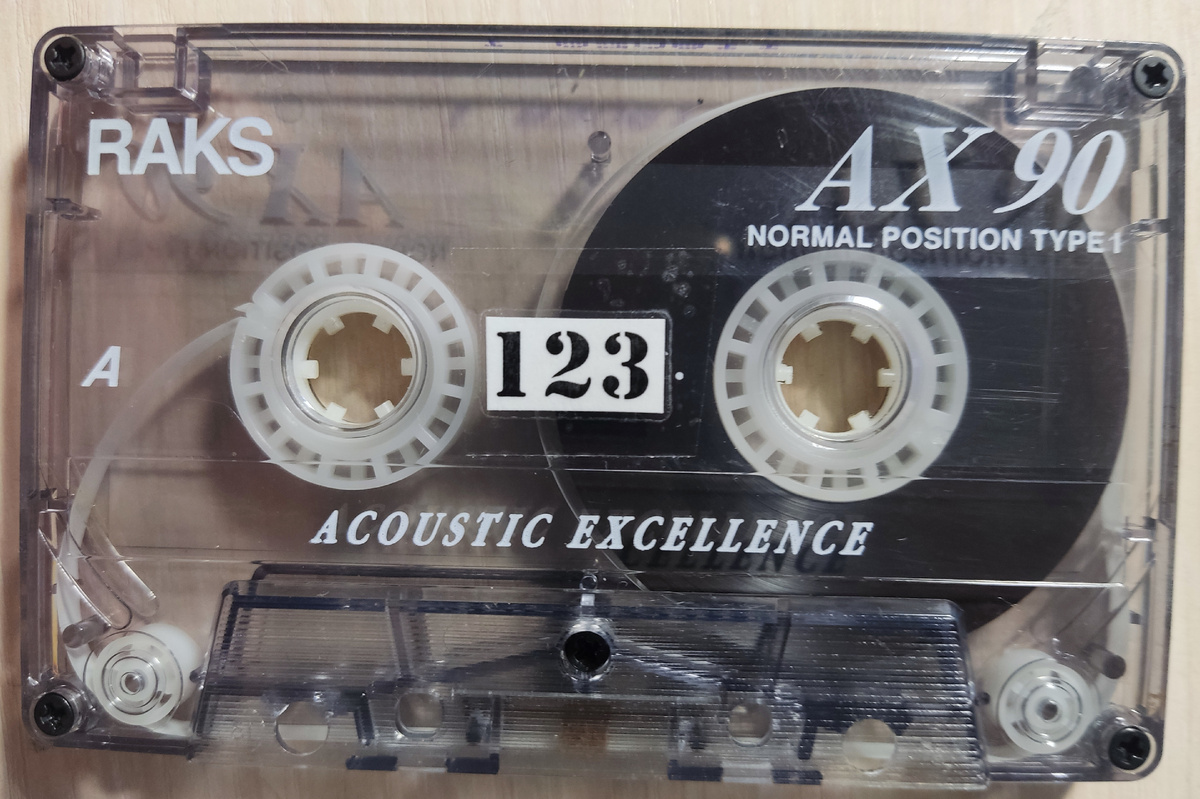 RAKS
AX 90
NORMAL POSITION TYPE I
A
123
ACOUSTIC EXCELLENCE